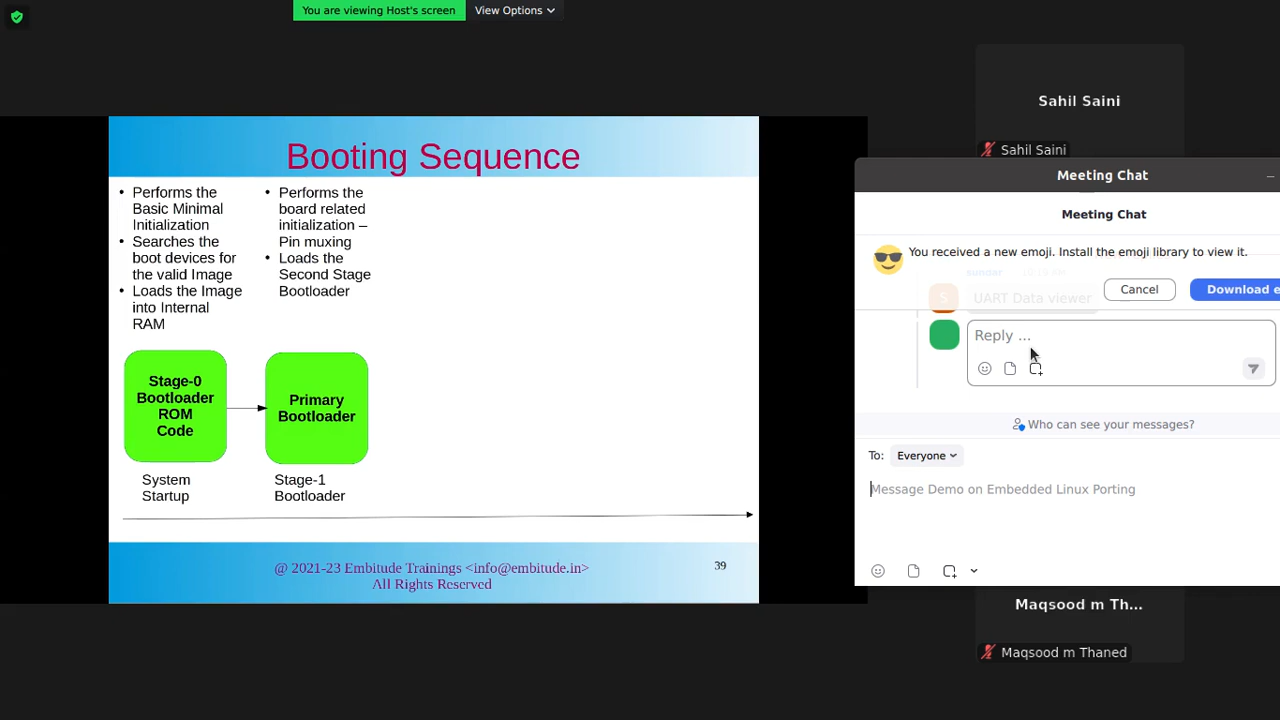 You are viewing Host's screen
View Options
Booting Sequence
• Performs the
Basic Minimal
Initialization
• Searches the
boot devices for
the valid Image
• Loads the Image
into Internal
RAM
• Performs the
board related
initialization –
Pin muxing
• Loads the
Second Stage
Bootloader
Stage-0
Bootloader
ROM
Code
Primary
Bootloader
System
Startup
Stage-1
Bootloader
@ 2021-23 Embitude Trainings <info@embitude.in>
All Rights Reserved
39
Sahil Saini
Sahil Saini
Meeting Chat
Meeting Chat
You received a new emoji. Install the emoji library to view it.
Cancel
Download e
S
UART Data viewer
Reply ...
Who can see your messages?
To: Everyone
Message Demo on Embedded Linux Porting
Maqsood m Th...
Maqsood m Thaned